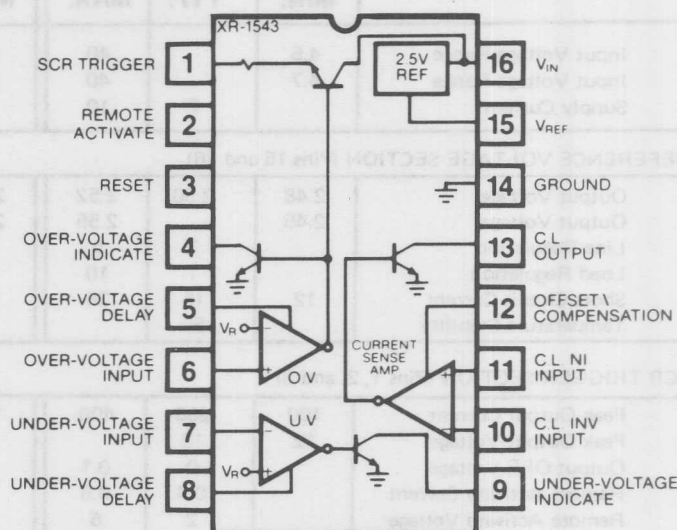 XR-1543
SCR TRIGGER
1
REMOTE
ACTIVATE
2
RESET
3
OVER-VOLTAGE
INDICATE
4
OVER-VOLTAGE
DELAY
5
OVER-VOLTAGE
INPUT
6
UNDER-VOLTAGE
INPUT
7
UNDER-VOLTAGE
DELAY
8
2.5V
REF
VR
-
+
O.V.
U.V.
-
VR
+
CURRENT
SENSE
AMP
+
-
16
VIN
15
VREF
14
GROUND
13
C.L.
OUTPUT
12
OFFSET/
COMPENSATION
11
C.L. NI
INPUT
10
C.L. INV
INPUT
9
UNDER-VOLTAGE
INDICATE